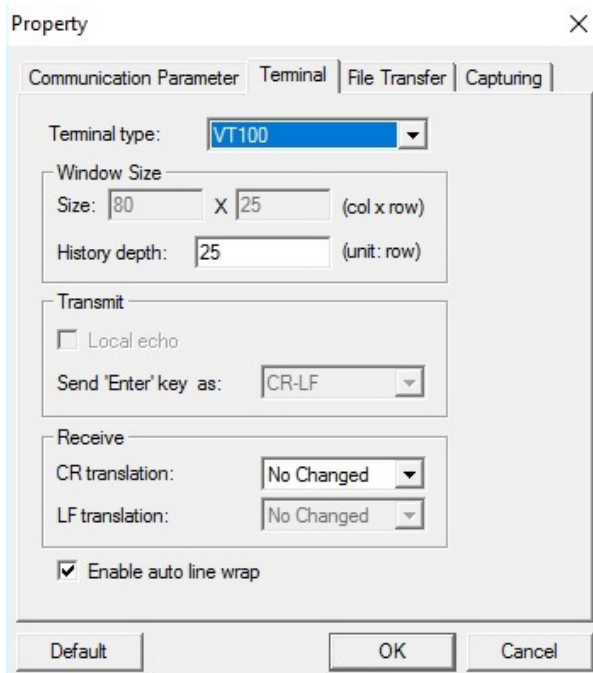 Property
Communication Parameter Terminal File Transfer Capturing
Terminal type: VT100
Window Size
Size: 80 X 25 (col x row)
History depth: 25 (unit: row)
Transmit
Local echo
Send 'Enter' key as: CR-LF
Receive
CR translation: No Changed
LF translation: No Changed
Enable auto line wrap
Default OK Cancel